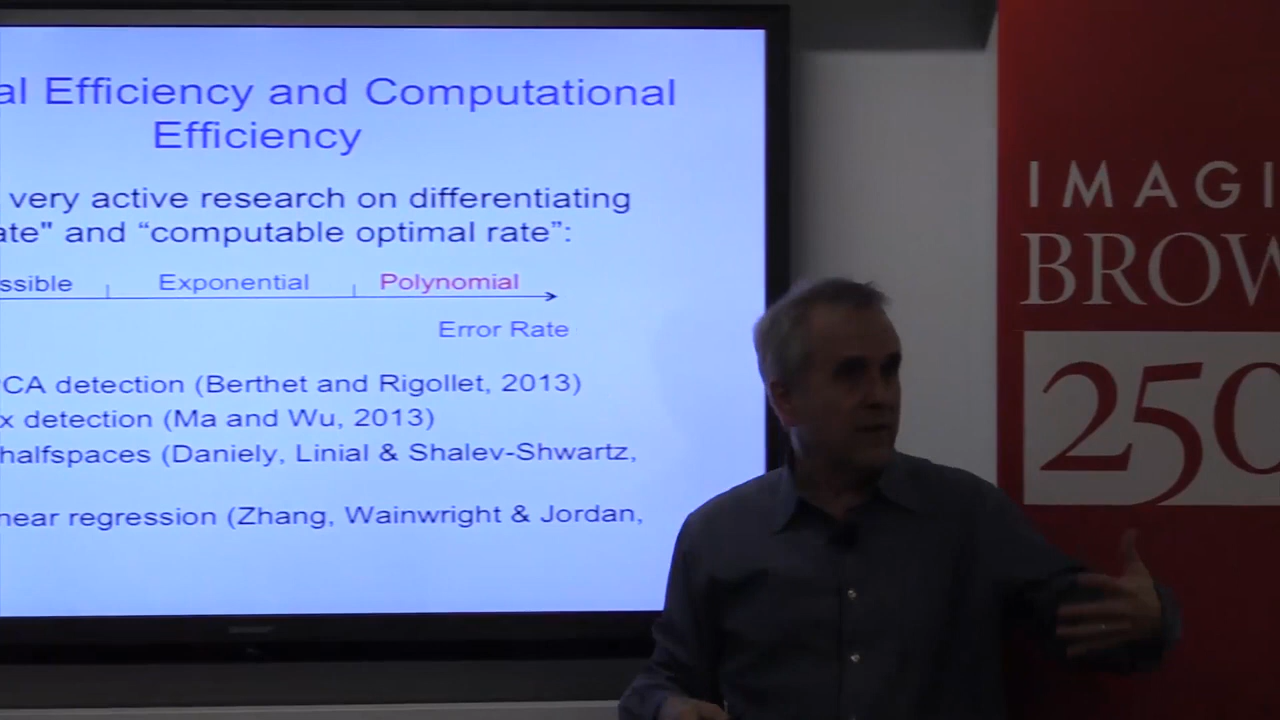 al Efficiency and Computational
Efficiency
very active research on differentiating
ate" and “computable optimal rate”:
ssible Exponential Polynomial
Error Rate
CA detection (Berthet and Rigollet, 2013)
x detection (Ma and Wu, 2013)
halfspaces (Daniely, Linial & Shalev-Shwartz,
near regression (Zhang, Wainwright & Jordan,
IMAGI
BROW
250